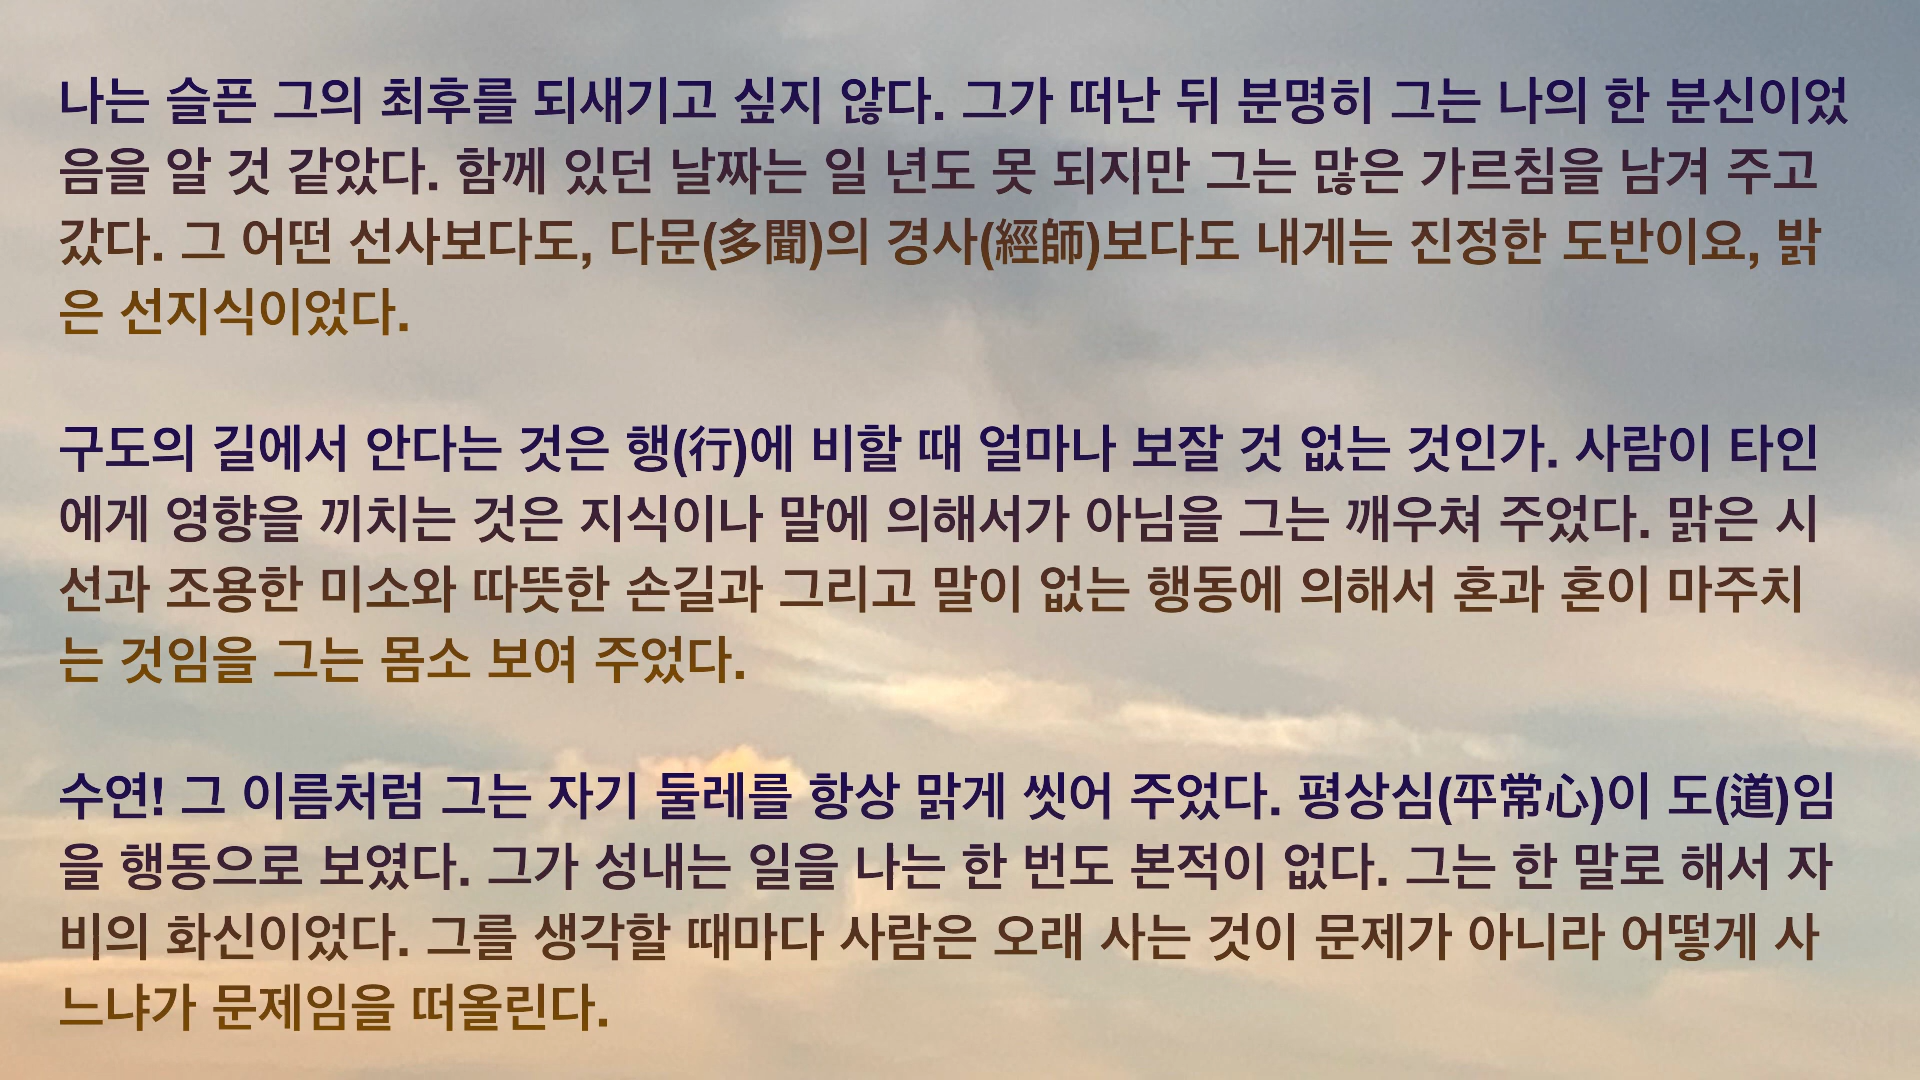 나는 슬픈 그의 최후를 되새기고 싶지 않다. 그가 떠난 뒤 분명히 그는 나의 한 분신이었
음을 알 것 같았다. 함께 있던 날짜는 일 년도 못 되지만 그는 많은 가르침을 남겨 주고
갔다. 그 어떤 선사보다도, 다문(多聞)의 경사(經師)보다도 내게는 진정한 도반이요, 밝
은 선지식이었다.
구도의 길에서 안다는 것은 행(行)에 비할 때 얼마나 보잘 것 없는 것인가. 사람이 타인
에게 영향을 끼치는 것은 지식이나 말에 의해서가 아님을 그는 깨우쳐 주었다. 맑은 시
선과 조용한 미소와 따뜻한 손길과 그리고 말이 없는 행동에 의해서 혼과 혼이 마주치
는 것임을 그는 몸소 보여 주었다.
수연! 그 이름처럼 그는 자기 둘레를 항상 맑게 씻어 주었다. 평상심(平常心)이 도(道)임
을 행동으로 보였다. 그가 성내는 일을 나는 한 번도 본적이 없다. 그는 한 말로 해서 자
비의 화신이었다. 그를 생각할 때마다 사람은 오래 사는 것이 문제가 아니라 어떻게 사
느냐가 문제임을 떠올린다.